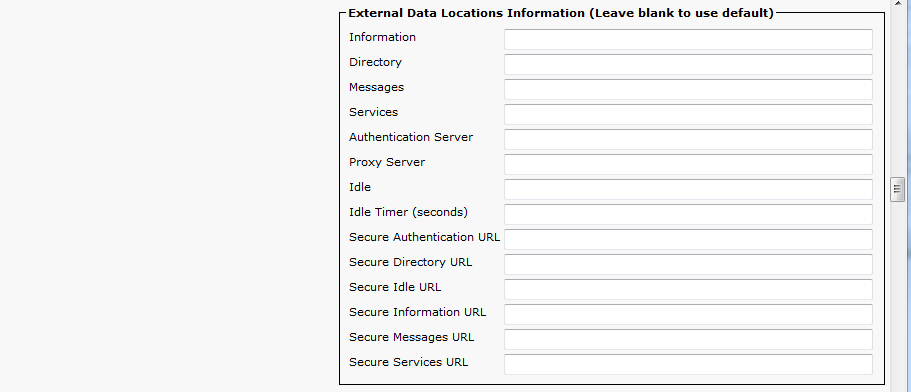 External Data Locations Information (Leave blank to use default)
Information
Directory
Messages
Services
Authentication Server
Proxy Server
Idle
Idle Timer (seconds)
Secure Authentication URL
Secure Directory URL
Secure Idle URL
Secure Information URL
Secure Messages URL
Secure Services URL